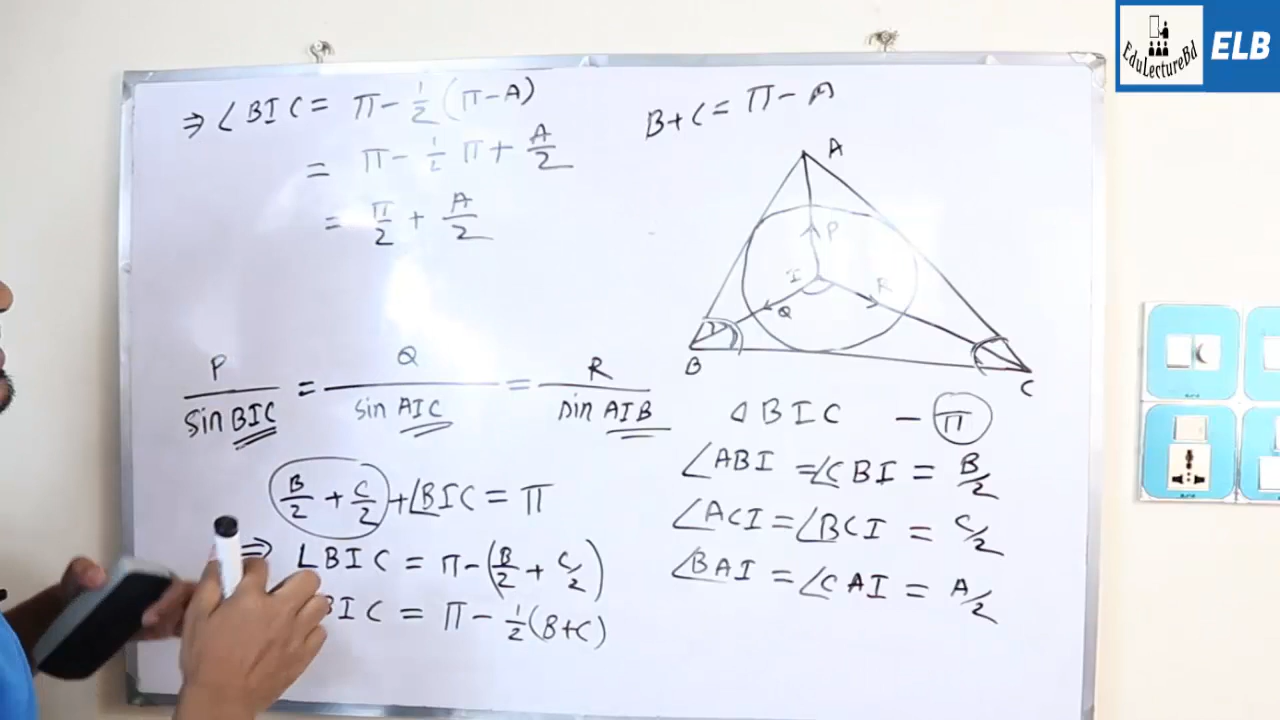 EduLectureBd
ELB
⇒ ∠BIC = π - 1/2 (π-A)
= π - 1/2 π + A/2
= π/2 + A/2
B+C = π - A
A
P
I
R
Q
B
C
P/sin BIC = Q/sin AIC = R/sin AIB
B/2 + C/2 + ∠BIC = π
⇒ ∠BIC = π - (B/2 + C/2)
BIC = π - 1/2 (B+C)
△BIC - π
∠ABI = ∠CBI = B/2
∠ACI = ∠BCI = C/2
∠BAI = ∠CAI = A/2